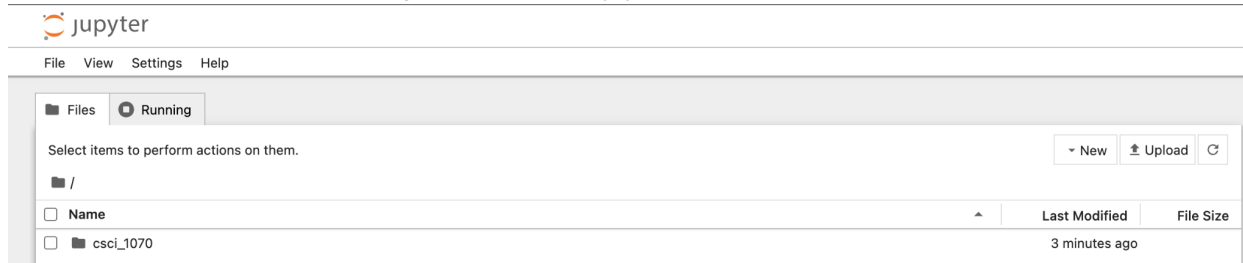 jupyter
File View Settings Help
Files Running
Select items to perform actions on them.
New Upload
/
Name Last Modified File Size
csci_1070 3 minutes ago